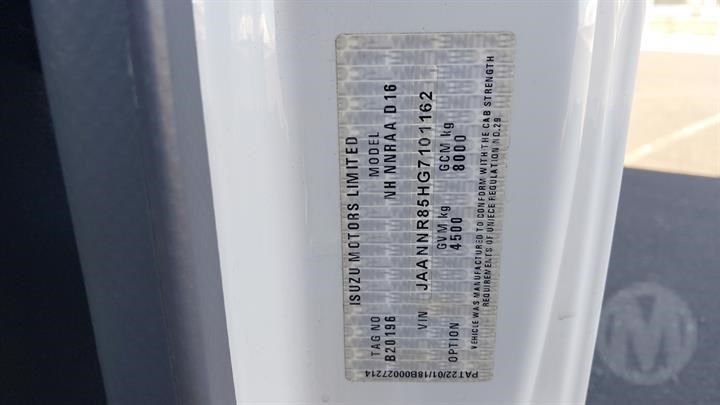 ISUZU MOTORS LIMITED
TAG NO MODEL
B20196 NH NNRAA D16
VIN JAANNR85HG7101162
GVM kg GCM kg
OPTION 4500 8000
VEHICLE WAS MANUFACTURED TO CONFORM WITH THE CAB STRENGTH
REQUIREMENTS OF UN/ECE REGULATION NO.29.
PAT22/01/18B00027214
M